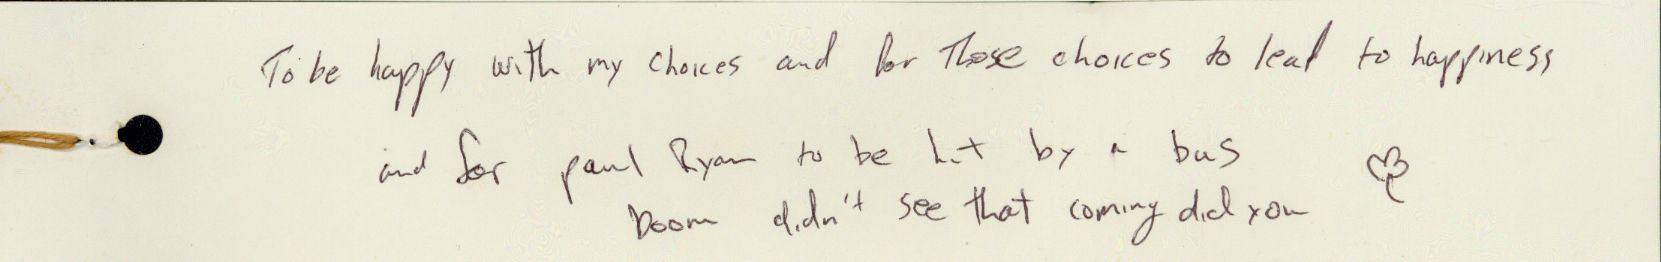 To be happy with my choices and for those choices to lead to happiness
and for paul Ryan to be hit by a bus
boom didn't see that coming did you